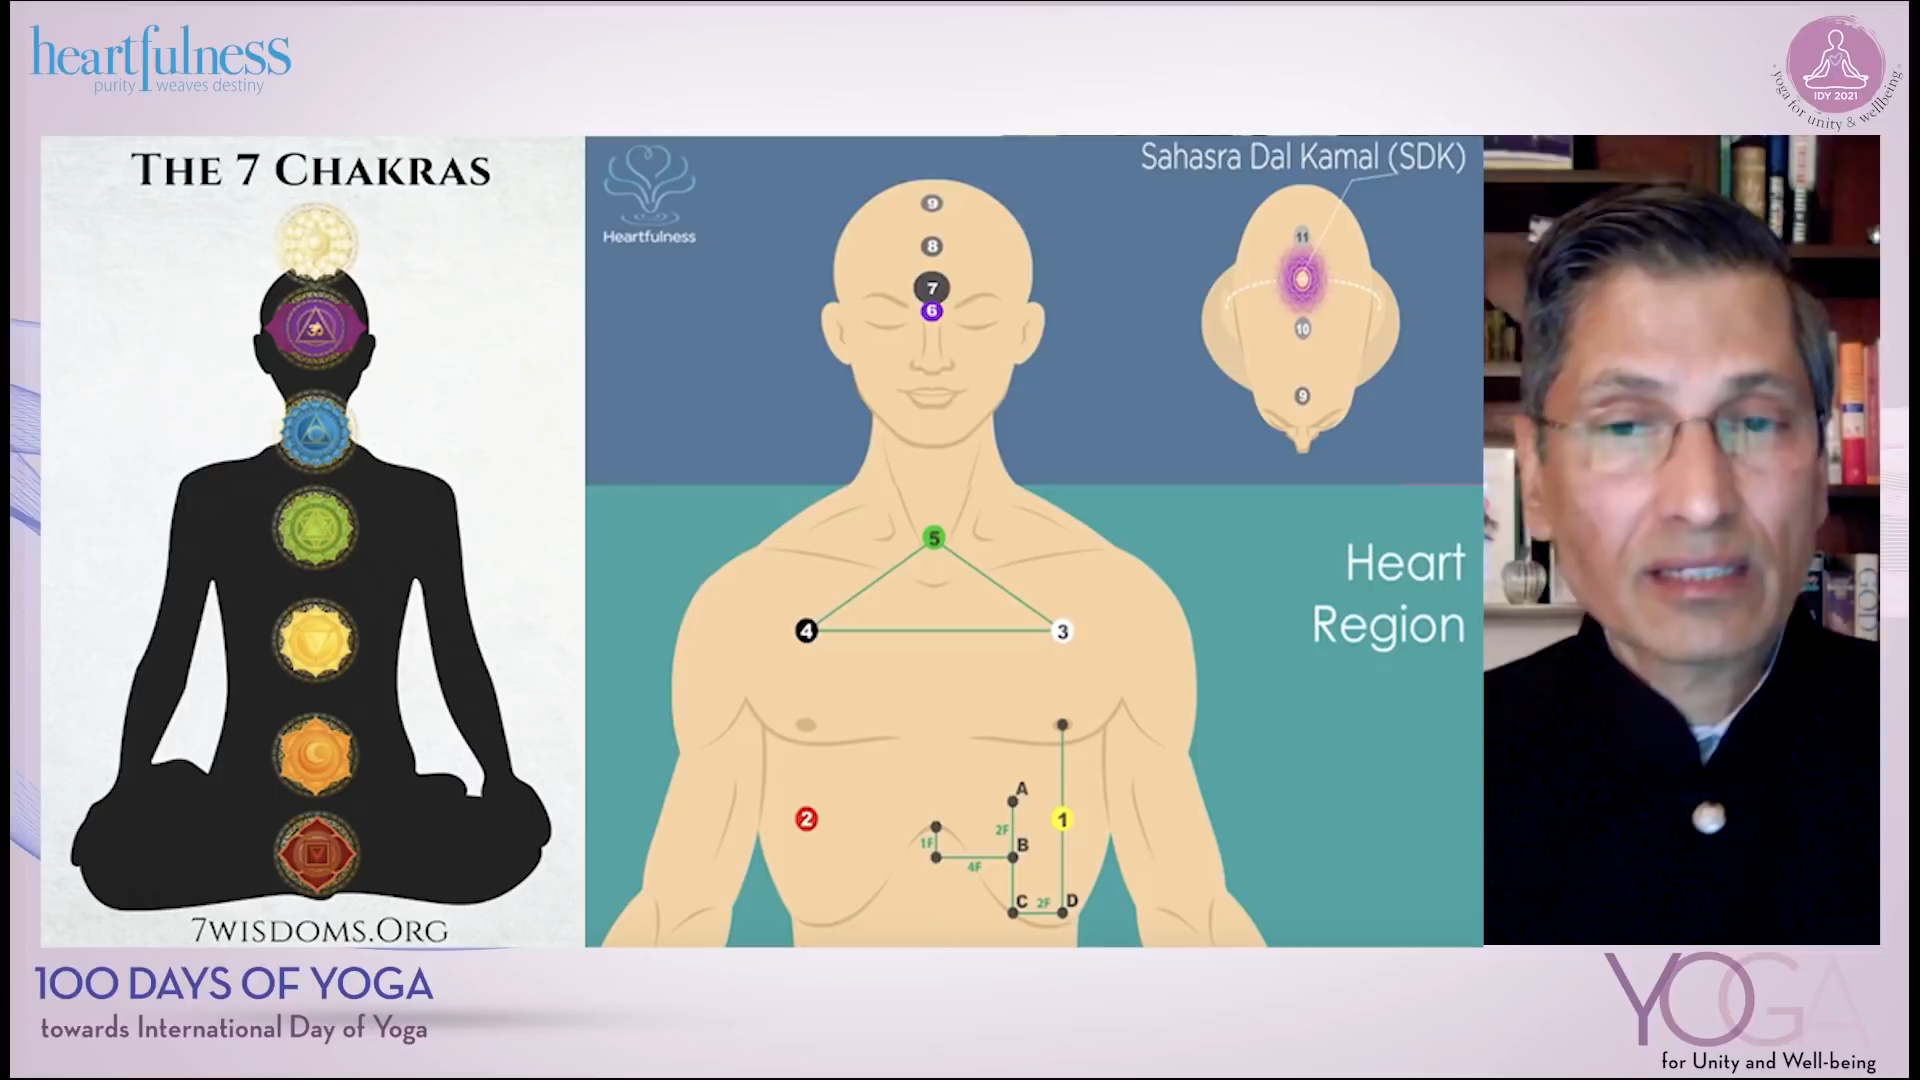 heartfulness
purity weaves destiny
IDY 2021
yoga for unity & wellbeing
THE 7 CHAKRAS
7WISDOMS.ORG
Heartfulness
Sahasra Dal Kamal (SDK)
9
8
7
6
11
10
9
5
4
3
Heart
Region
2
1
A
2F
B
1F
4F
C
2F
D
GOD
100 DAYS OF YOGA
towards International Day of Yoga
YOGA
for Unity and Well-being